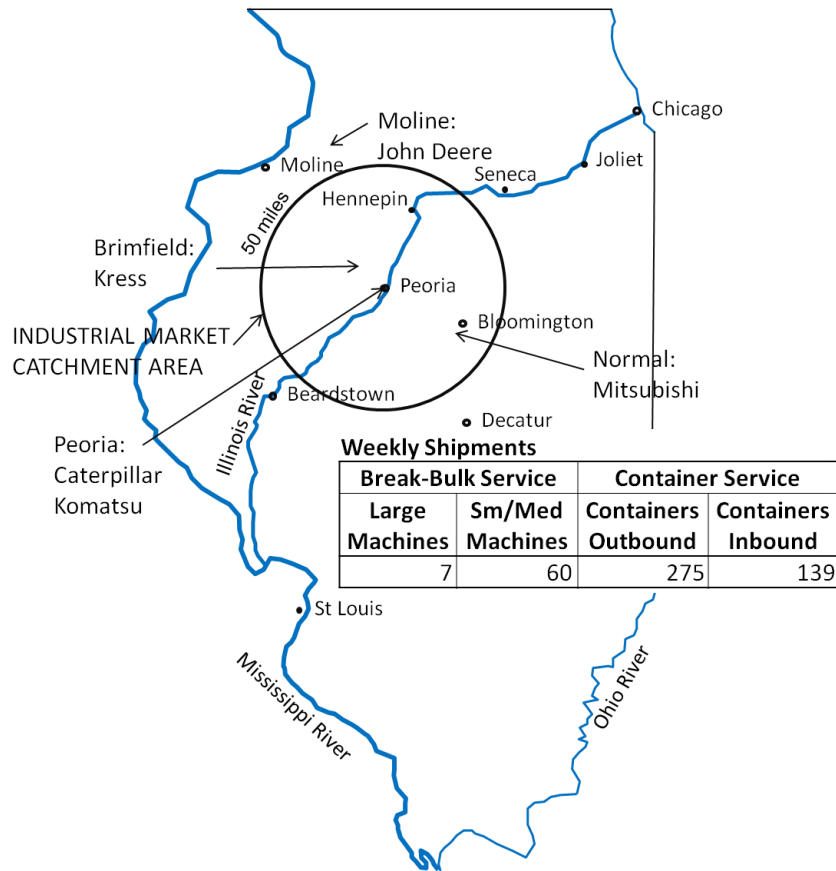 Chicago
Moline:
John Deere
Moline
Joliet
Seneca
Hennepin
50 miles
Brimfield:
Kress
Peoria
INDUSTRIAL MARKET
CATCHMENT AREA
Bloomington
Normal:
Mitsubishi
Beardstown
Illinois River
Decatur
Peoria:
Caterpillar
Komatsu
Weekly Shipments
Break-Bulk Service Container Service
Large Sm/Med Containers Containers
Machines Machines Outbound Inbound
7 60 275 139
St Louis
Mississippi River
Ohio River